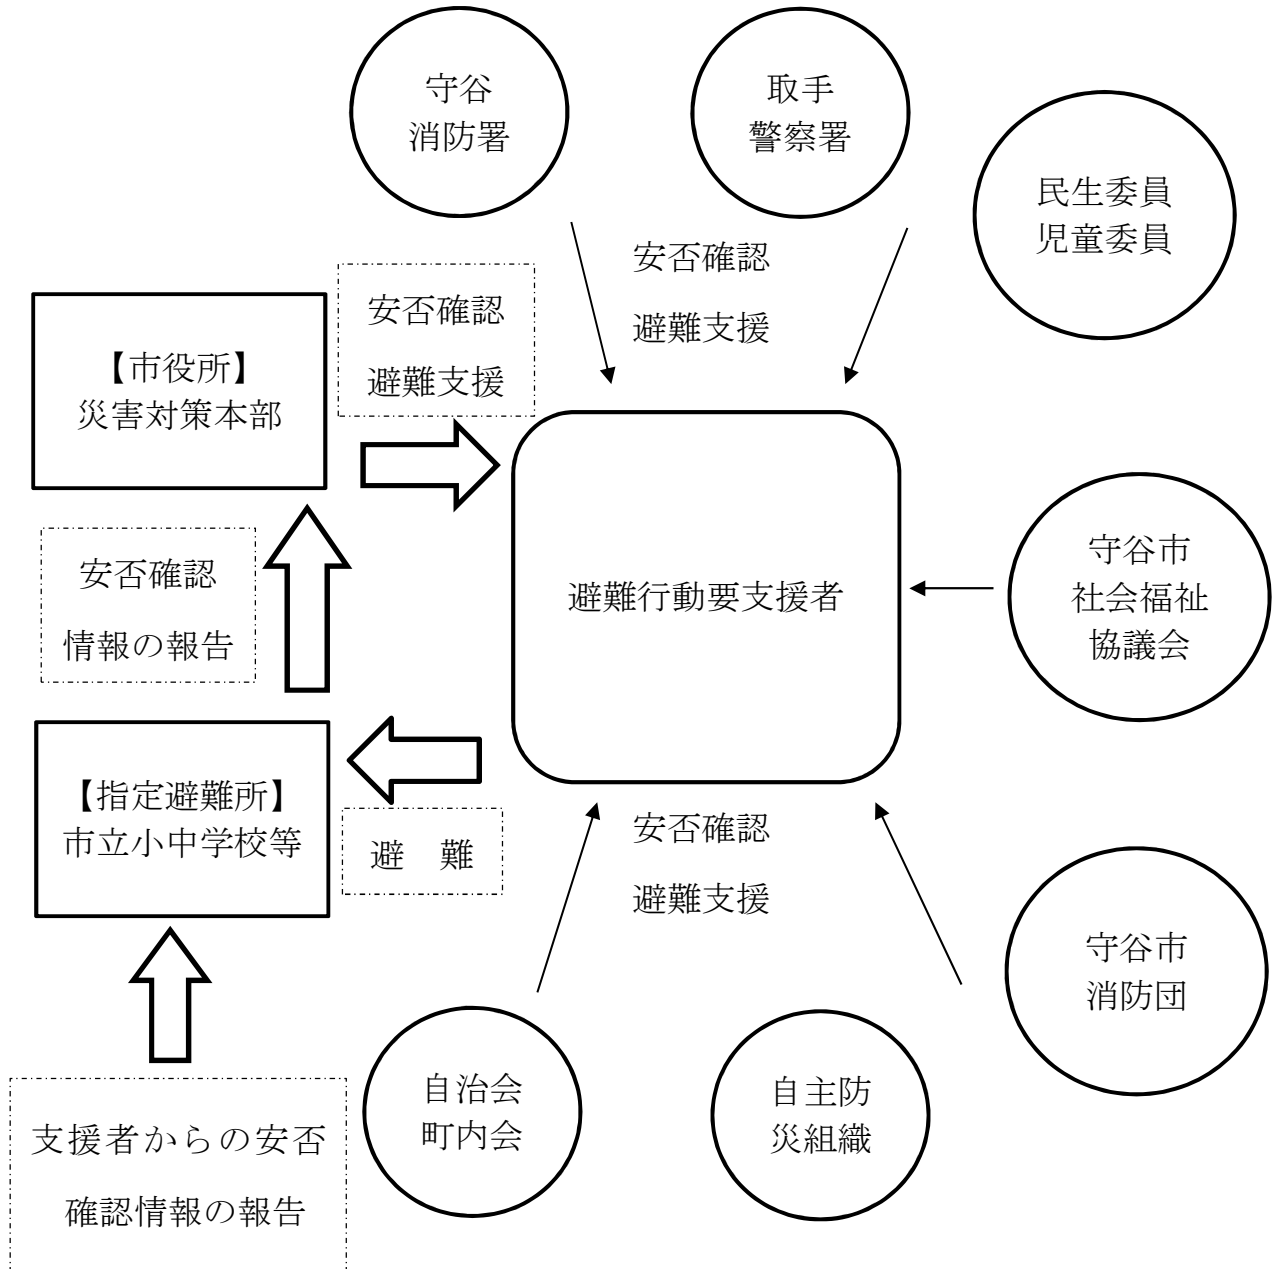 守谷
消防署
取手
警察署
民生委員
児童委員
安否確認
避難支援
安否確認
避難支援
【市役所】
災害対策本部
安否確認
情報の報告
避難行動要支援者
守谷市
社会福祉
協議会
【指定避難所】
市立小中学校等
避　難
安否確認
避難支援
守谷市
消防団
自治会
町内会
自主防
災組織
支援者からの安否
確認情報の報告